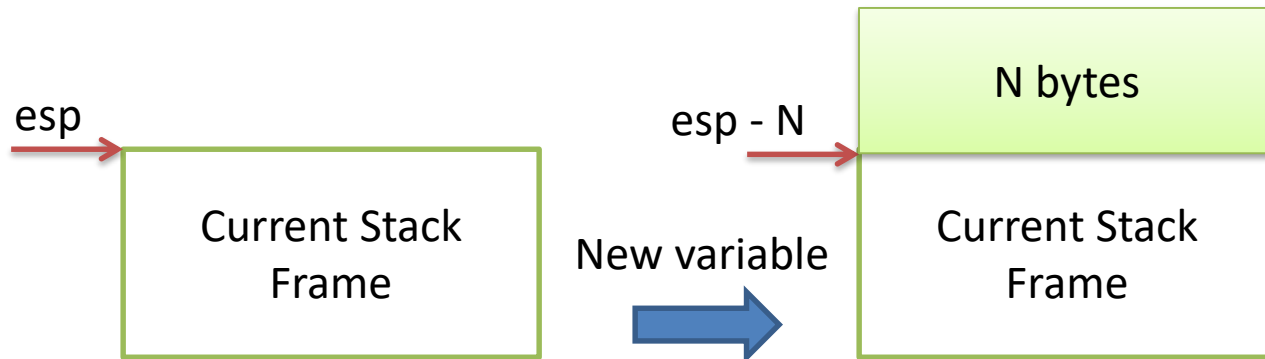 esp
Current Stack
Frame
New variable
esp - N
N bytes
Current Stack
Frame